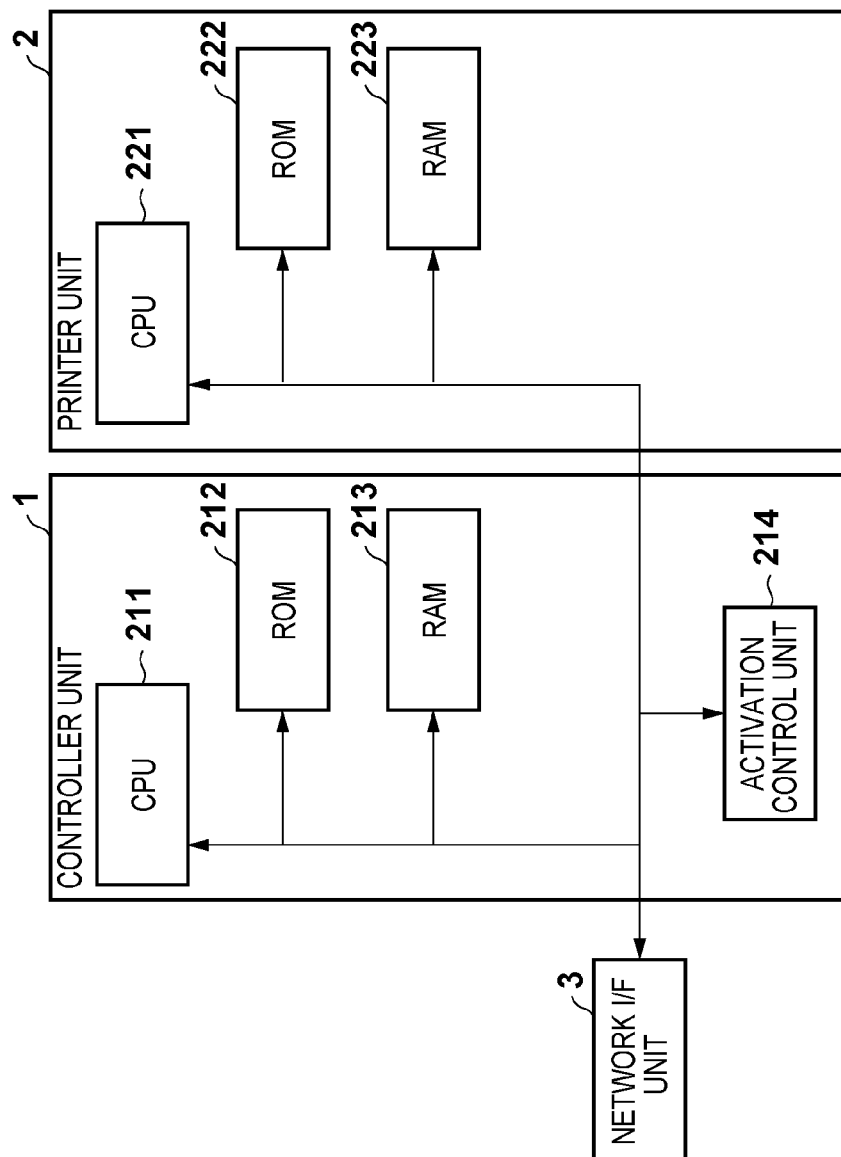 1
CONTROLLER UNIT
211
CPU
212
ROM
213
RAM
214
ACTIVATION
CONTROL UNIT
2
PRINTER UNIT
221
CPU
222
ROM
223
RAM
3
NETWORK I/F
UNIT